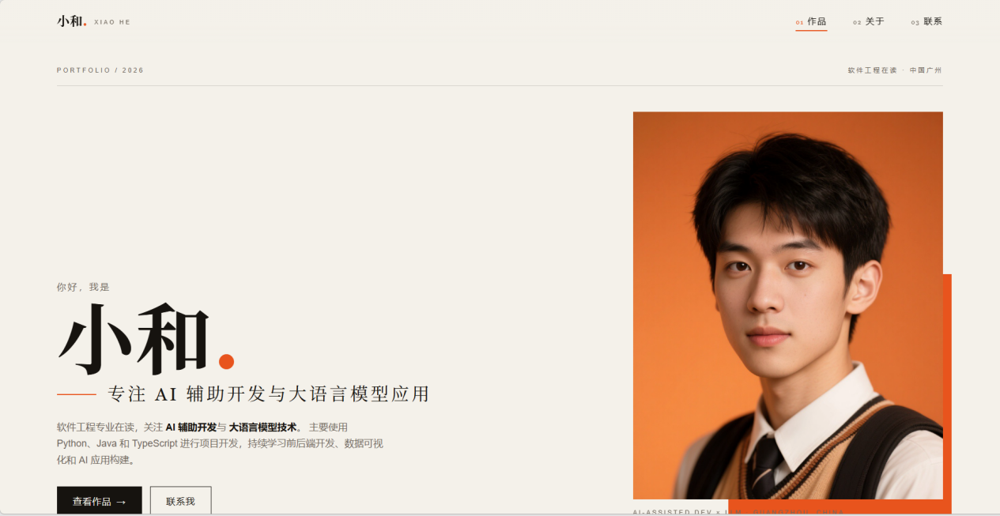 小和. XIAO HE
01 作品 02 关于 03 联系
PORTFOLIO / 2026
软件工程在读 · 中国广州
你好，我是
小和.
专注 AI 辅助开发与大语言模型应用
软件工程专业在读，关注 AI 辅助开发与 大语言模型技术。 主要使用
Python、Java 和 TypeScript 进行项目开发，持续学习前后端开发、数据可视
化和 AI 应用构建。
查看作品 →
联系我
AI-ASSISTED DEV × LLM · GUANGZHOU, CHINA